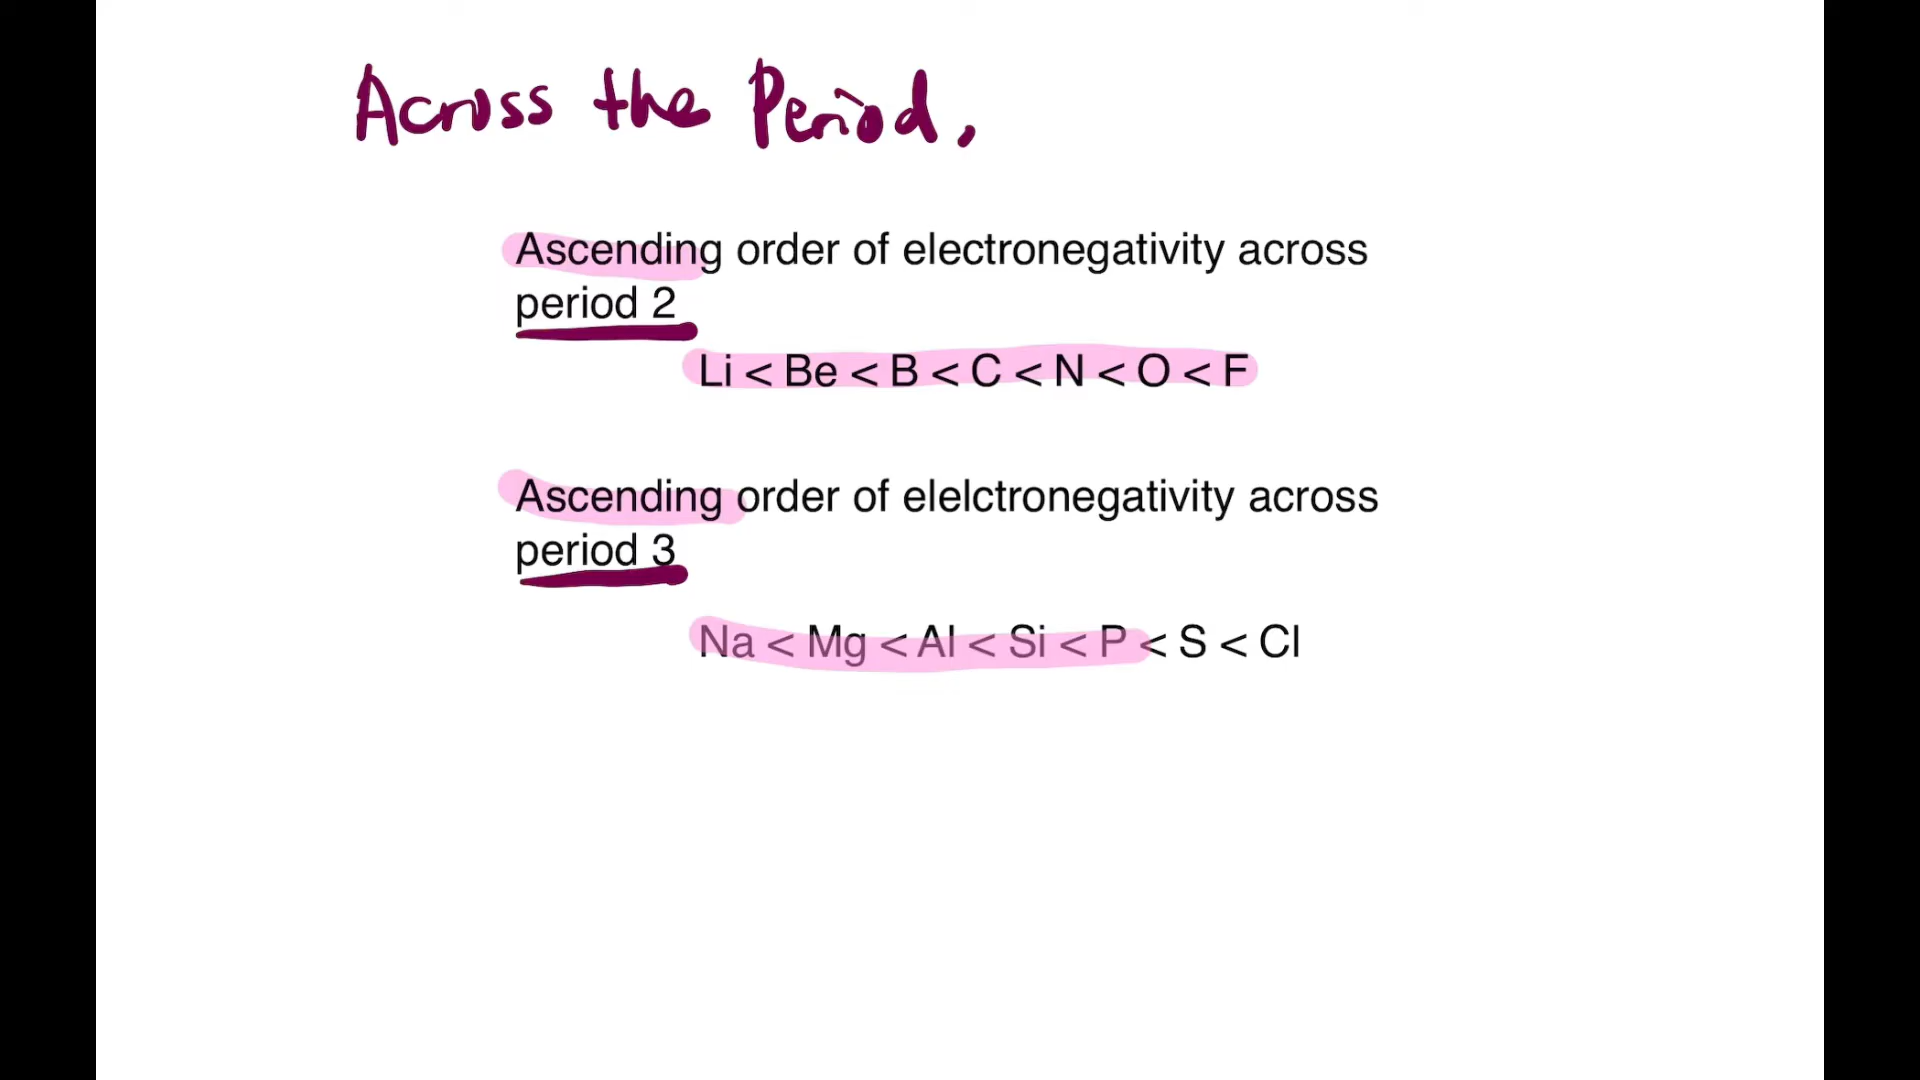 Across the Period,
Ascending order of electronegativity across
period 2
Li < Be < B < C < N < O < F
Ascending order of elelctronegativity across
period 3
Na < Mg < Al < Si < P < S < Cl